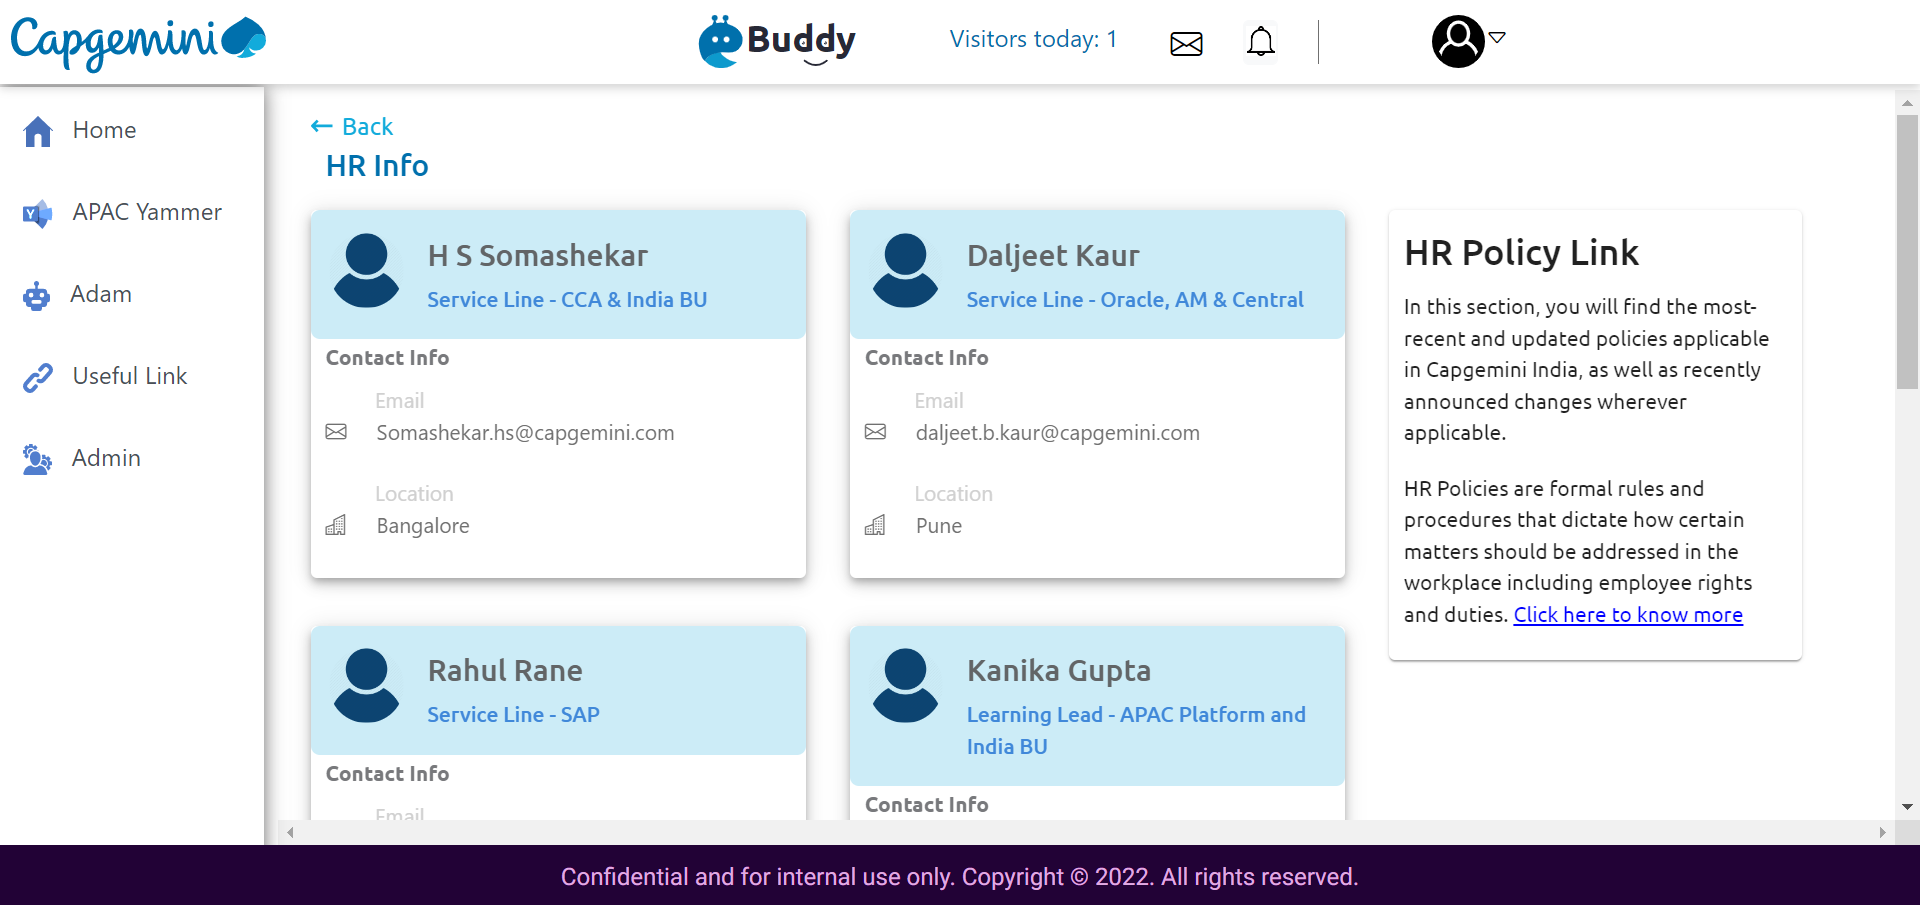 Capgemini
Buddy
Visitors today: 1
Home
APAC Yammer
Adam
Useful Link
Admin
← Back
HR Info
H S Somashekar
Service Line - CCA & India BU
Contact Info
Email
Somashekar.hs@capgemini.com
Location
Bangalore
Daljeet Kaur
Service Line - Oracle, AM & Central
Contact Info
Email
daljeet.b.kaur@capgemini.com
Location
Pune
Rahul Rane
Service Line - SAP
Contact Info
Email
Kanika Gupta
Learning Lead - APAC Platform and
India BU
Contact Info
HR Policy Link
In this section, you will find the most-
recent and updated policies applicable
in Capgemini India, as well as recently
announced changes wherever
applicable.
HR Policies are formal rules and
procedures that dictate how certain
matters should be addressed in the
workplace including employee rights
and duties. Click here to know more
Confidential and for internal use only. Copyright © 2022. All rights reserved.